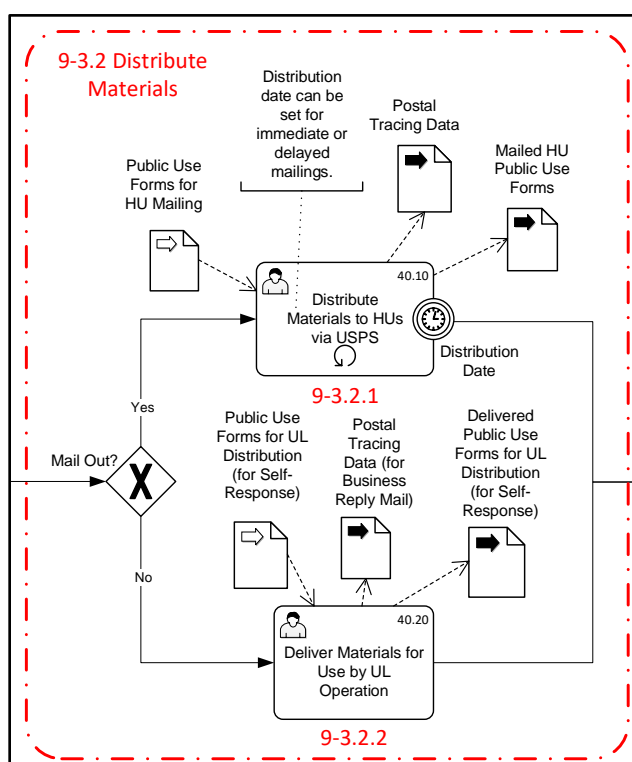 9-3.2 Distribute
Materials
Distribution
date can be
set for
immediate or
delayed
mailings.
Postal
Tracing Data
Public Use
Forms for
HU Mailing
Mailed HU
Public Use
Forms
40.10
Distribute
Materials to HUs
via USPS
Distribution
Date
9-3.2.1
Yes
Mail Out?
No
Public Use
Forms for UL
Distribution
(for Self-
Response)
Postal
Tracing
Data (for
Business
Reply Mail)
Delivered
Public Use
Forms for UL
Distribution
(for Self-
Response)
40.20
Deliver Materials for
Use by UL
Operation
9-3.2.2